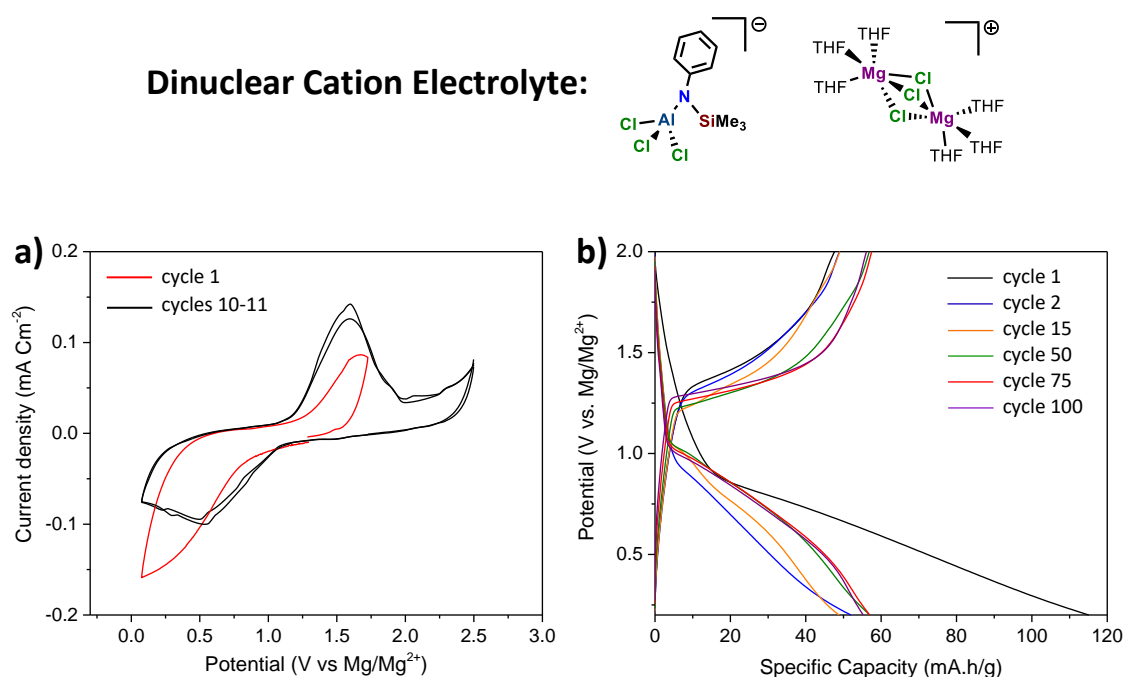 Dinuclear Cation Electrolyte:
⊖
N
Al
SiMe3
Cl
Cl
Cl
⊕
THF
THF
THF
Mg
Cl
Cl
Cl
Mg
THF
THF
THF
a)
cycle 1
cycles 10-11
Current density (mA Cm-2)
0.2
0.1
0.0
-0.1
-0.2
0.0 0.5 1.0 1.5 2.0 2.5 3.0
Potential (V vs Mg/Mg2+)
b)
cycle 1
cycle 2
cycle 15
cycle 50
cycle 75
cycle 100
Potential (V vs. Mg/Mg2+)
2.0
1.5
1.0
0.5
0 20 40 60 80 100 120
Specific Capacity (mA.h/g)